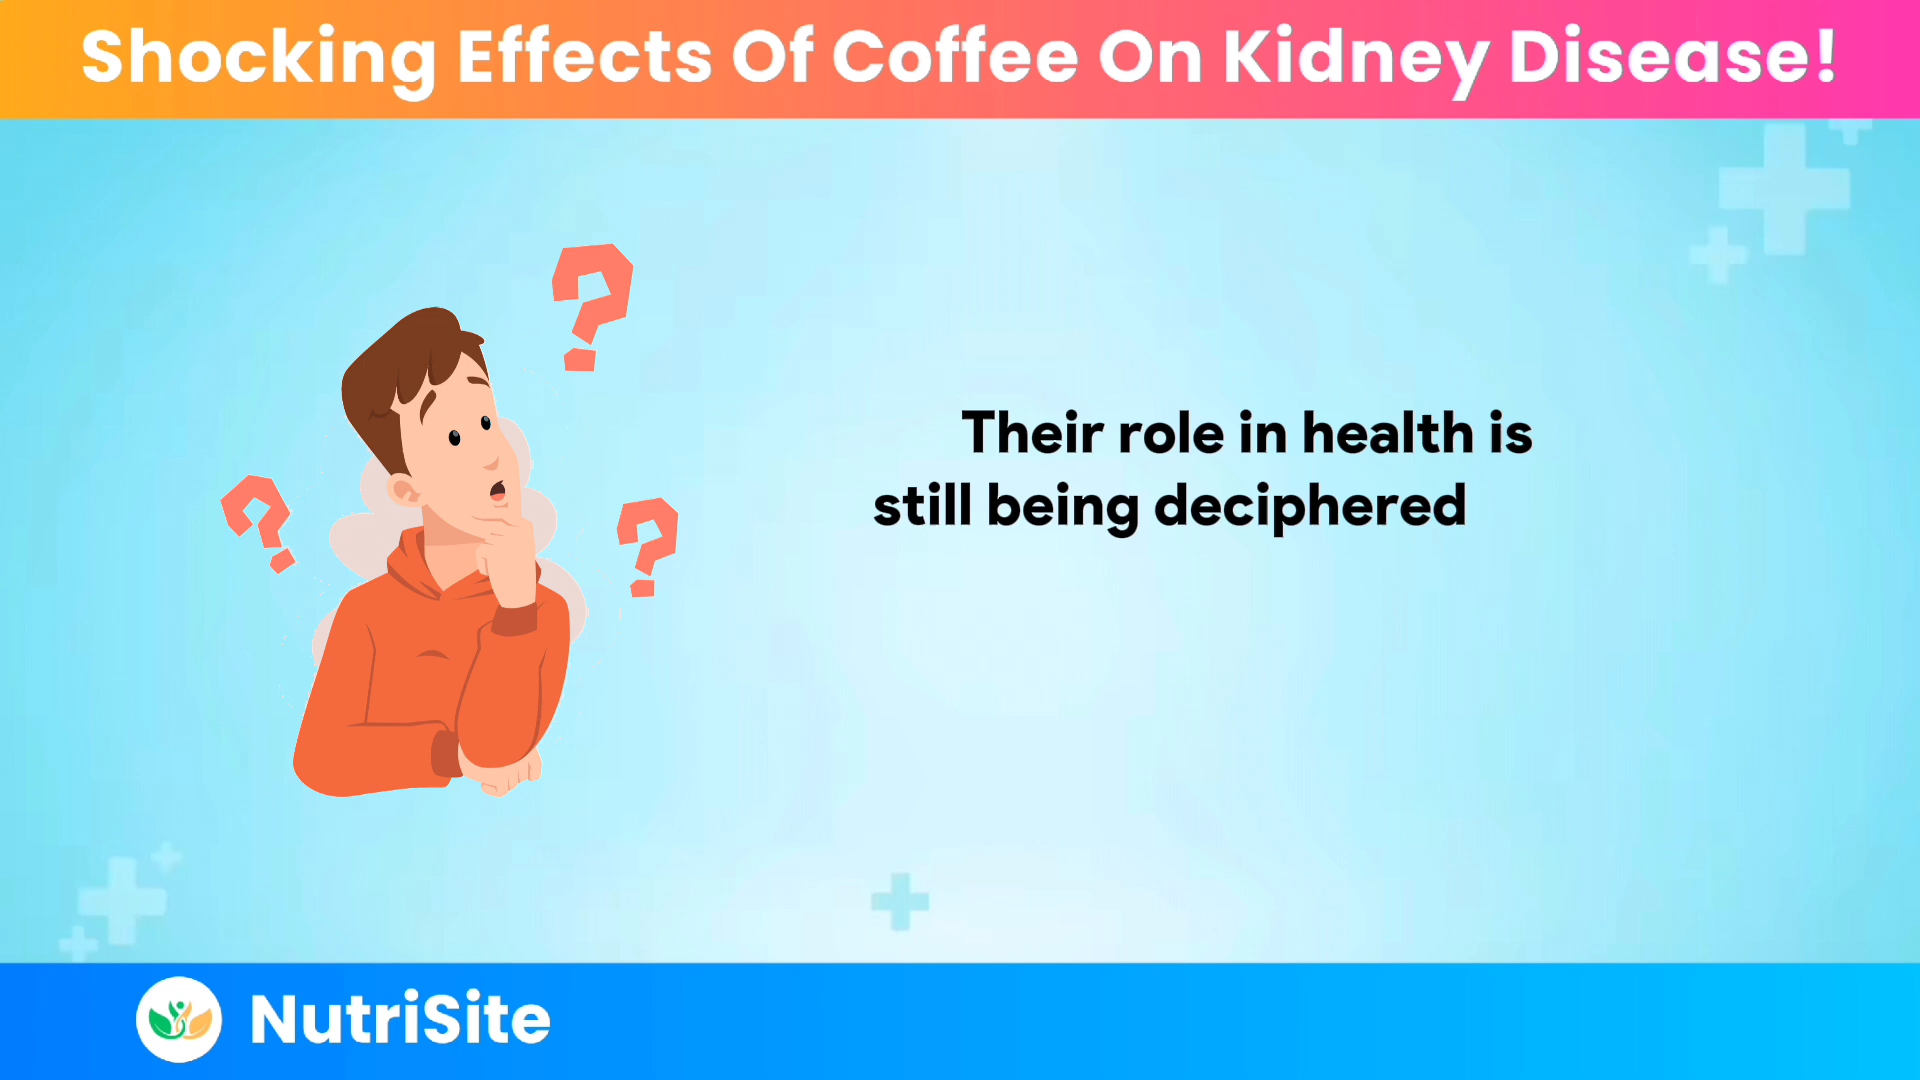 Shocking Effects Of Coffee On Kidney Disease!
Their role in health is
still being deciphered
NutriSite